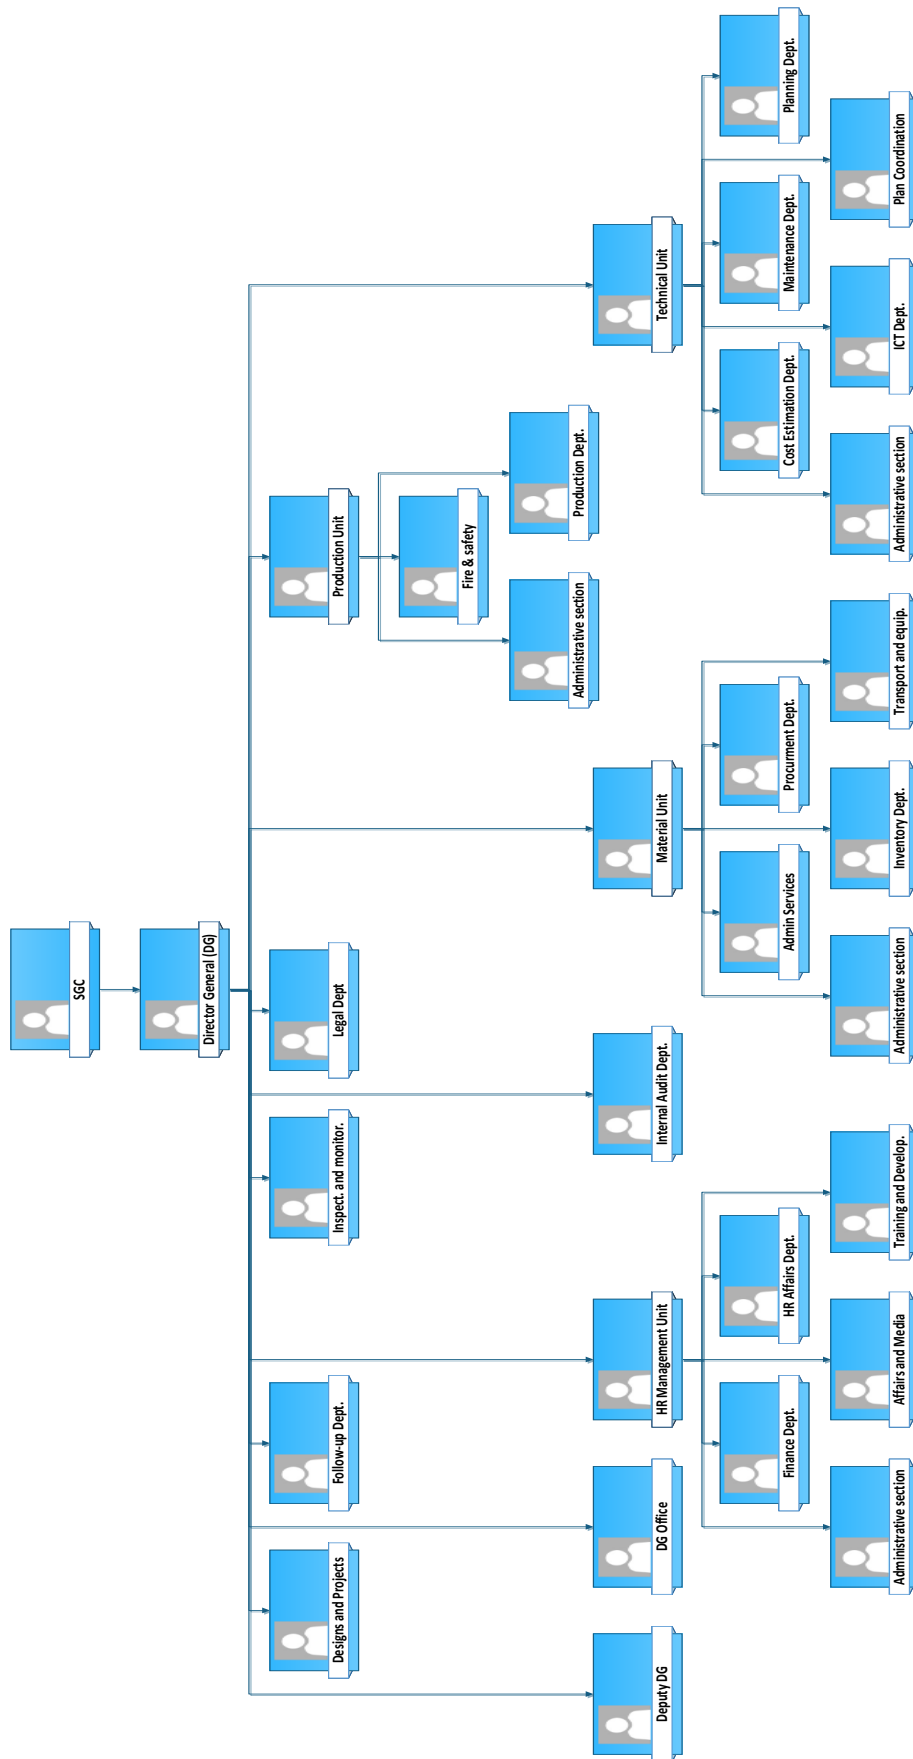 SGC
Director General (DG)
Designs and Projects
Follow-up Dept.
Inspect. and monitor.
Legal Dept
Production Unit
Fire & safety
Administrative section
Production Dept.
Deputy DG
DG Office
HR Management Unit
Internal Audit Dept.
Material Unit
Technical Unit
Finance Dept.
HR Affairs Dept.
Admin Services
Procurment Dept.
Cost Estimation Dept.
Maintenance Dept.
Planning Dept.
Administrative section
Affairs and Media
Training and Develop.
Administrative section
Inventory Dept.
Transport and equip.
Administrative section
ICT Dept.
Plan Coordination